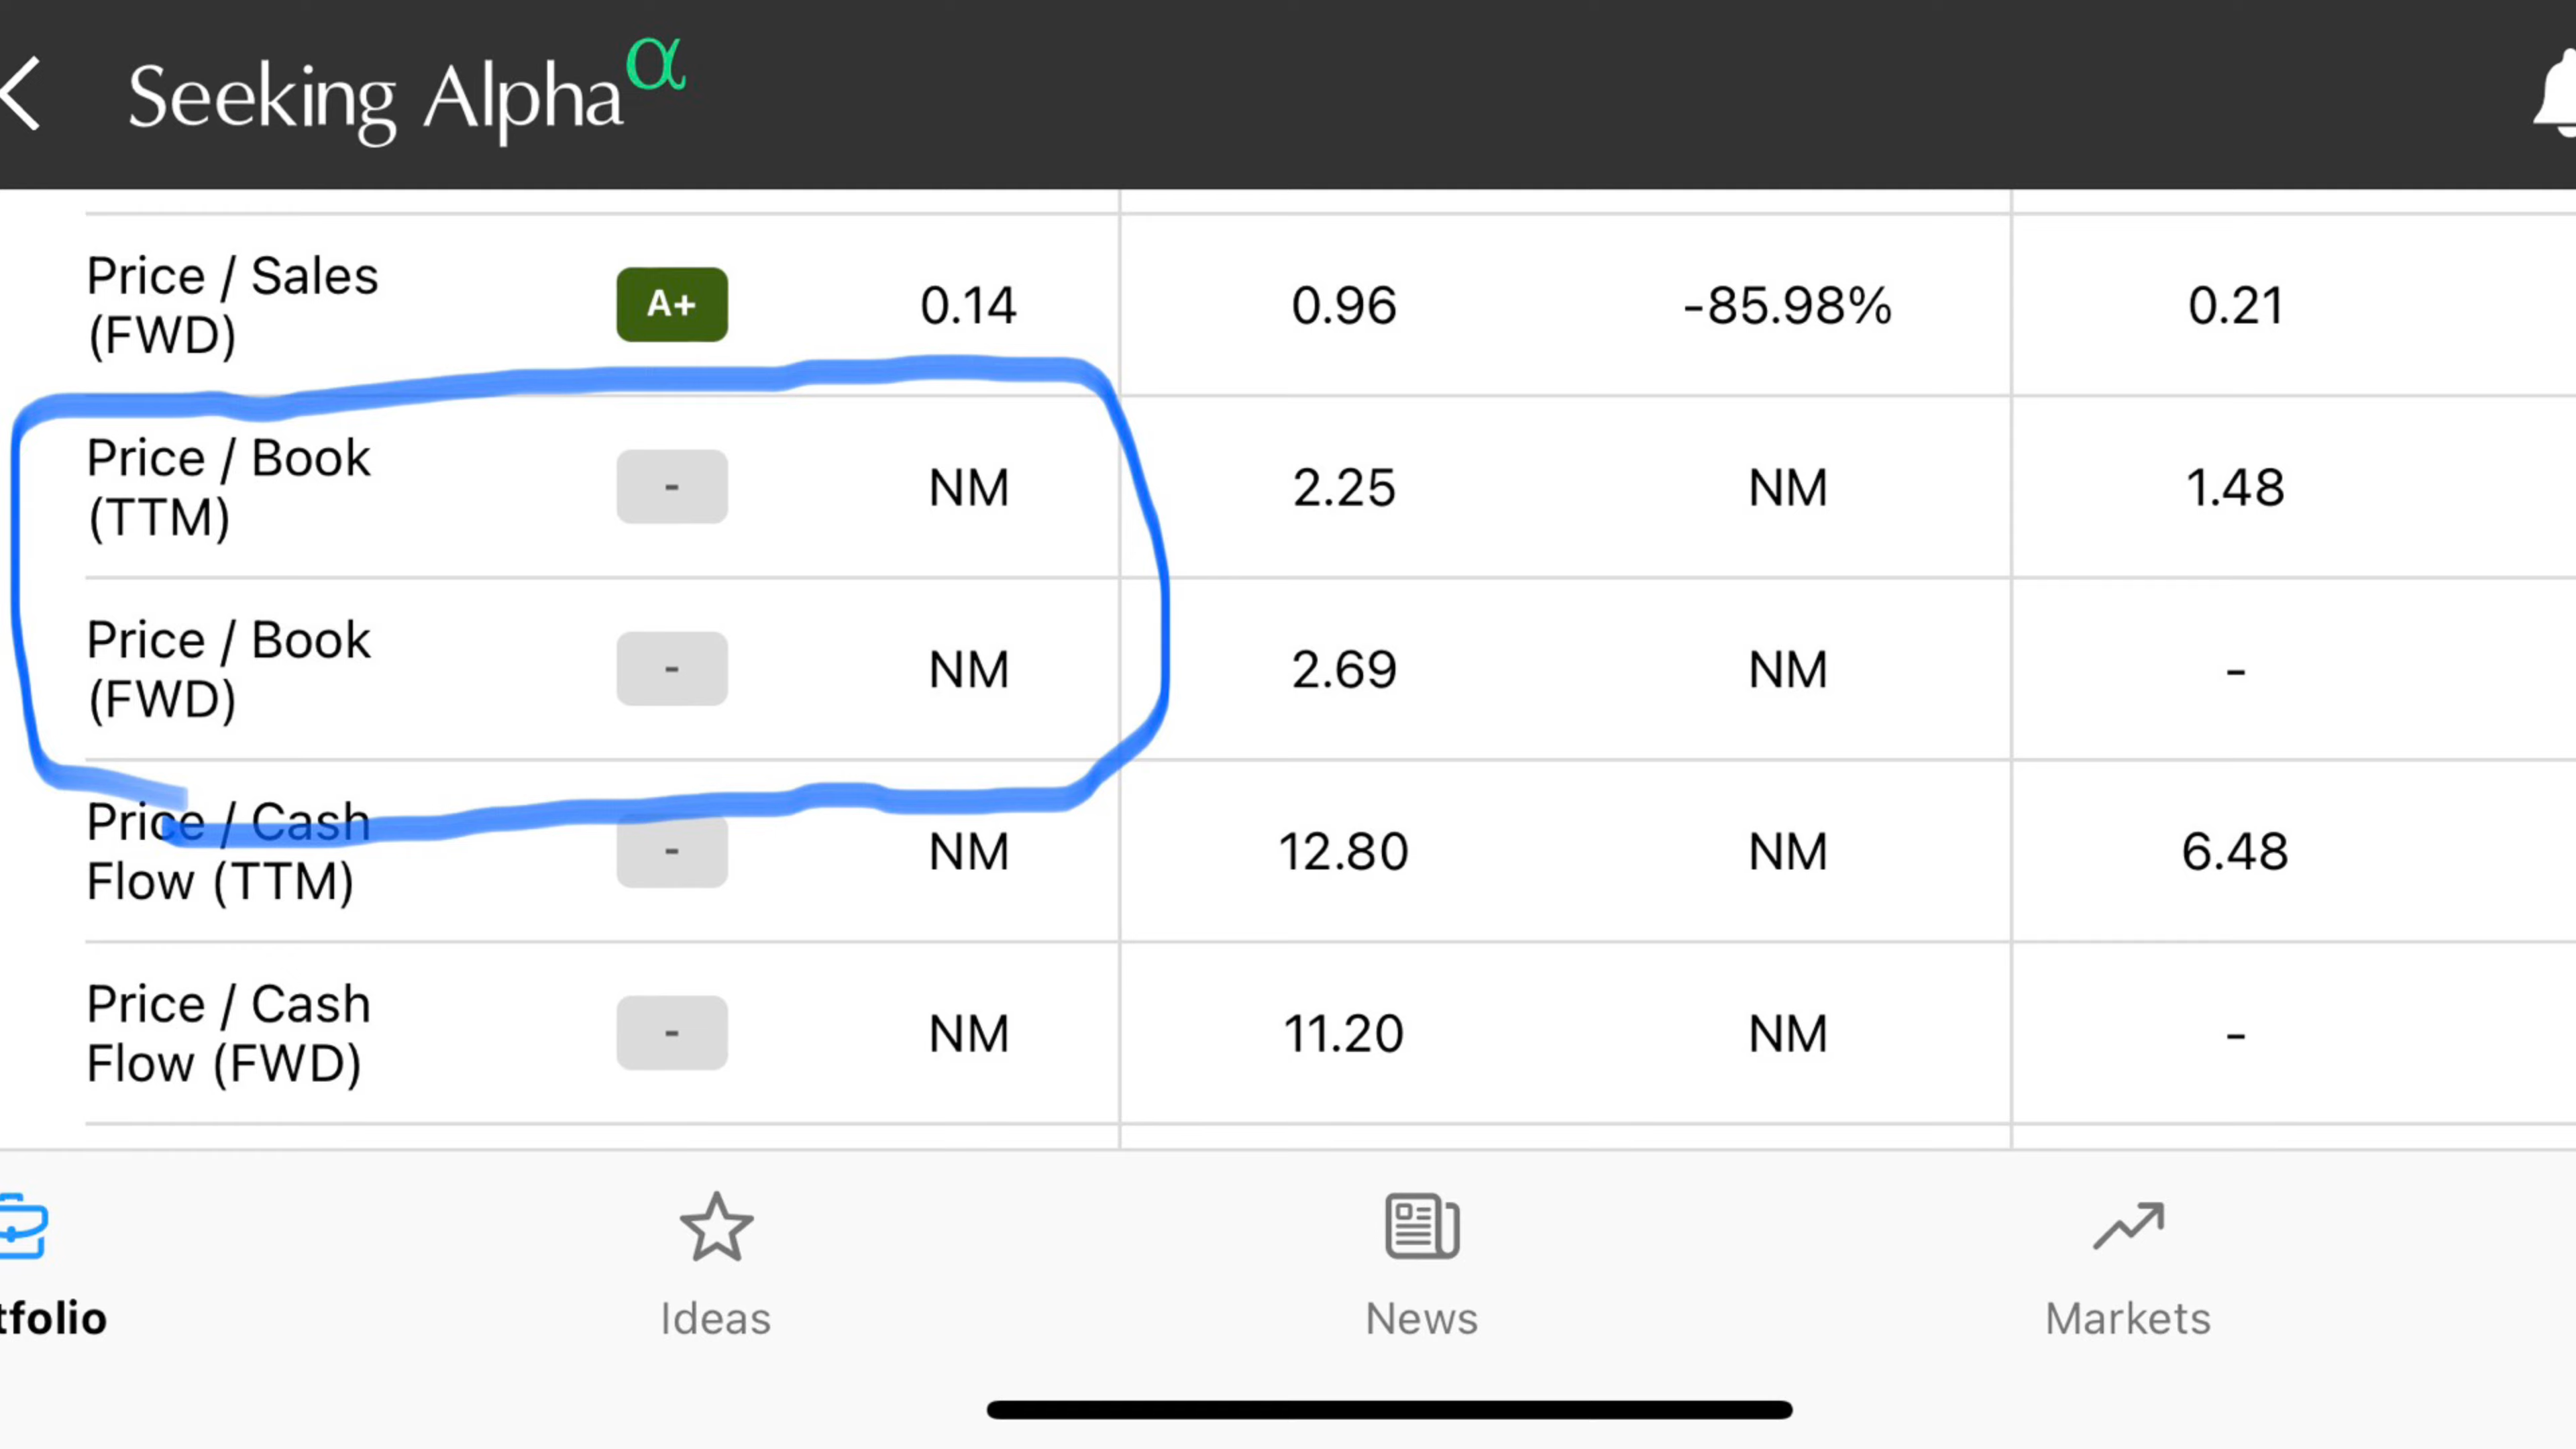 Seeking Alpha α
Price / Sales
(FWD)
A+ 0.14 0.96 -85.98% 0.21
Price / Book
(TTM)
- NM 2.25 NM 1.48
Price / Book
(FWD)
- NM 2.69 NM -
Price / Cash
Flow (TTM)
- NM 12.80 NM 6.48
Price / Cash
Flow (FWD)
- NM 11.20 NM -
tfolio Ideas News Markets